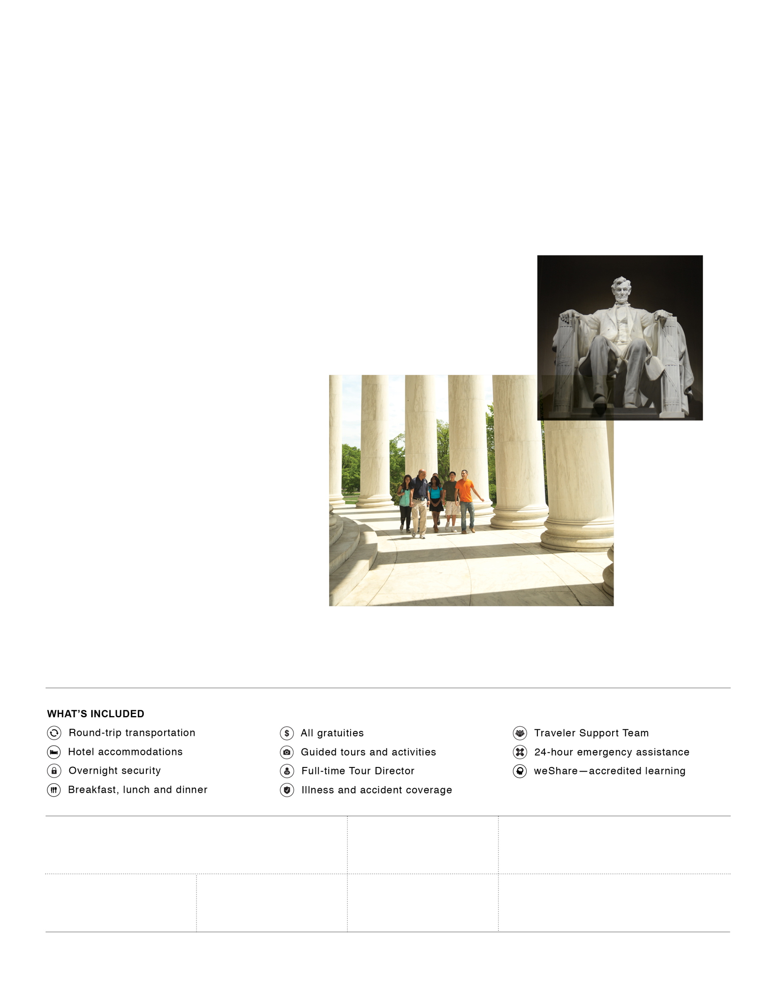 WHAT’S INCLUDED
Round-trip transportation
Hotel accommodations
Overnight security
Breakfast, lunch and dinner
$ All gratuities
Guided tours and activities
TD Full-time Tour Director
Illness and accident coverage
Traveler Support Team
24-hour emergency assistance
weShare—accredited learning